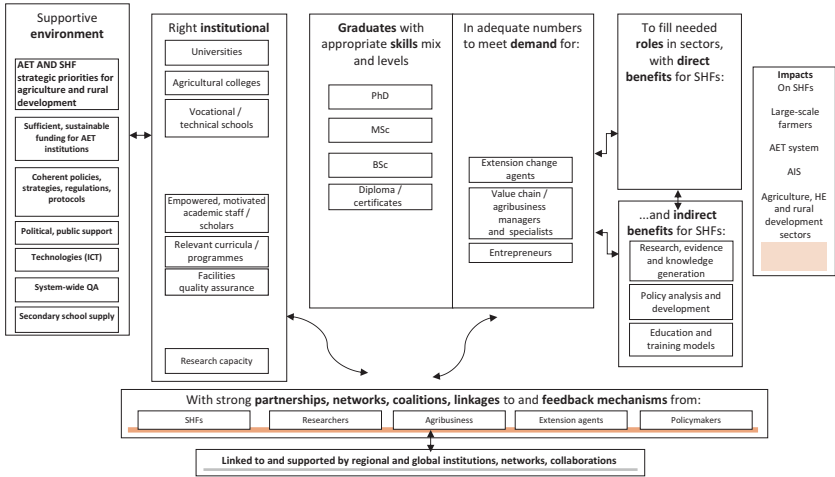 Supportive
environment
AET AND SHF
strategic priorities for
agriculture and rural
development
Sufficient, sustainable
funding for AET
institutions
Coherent policies,
strategies, regulations,
protocols
Political, public support
Technologies (ICT)
System-wide QA
Secondary school supply
Right institutional
Universities
Agricultural colleges
Vocational /
technical schools
Empowered, motivated
academic staff /
scholars
Relevant curricula /
programmes
Facilities
quality assurance
Research capacity
Graduates with
appropriate skills mix
and levels
PhD
MSc
BSc
Diploma /
certificates
In adequate numbers
to meet demand for:
Extension change
agents
Value chain /
agribusiness
managers
and specialists
Entrepreneurs
To fill needed
roles in sectors,
with direct
benefits for SHFs:
...and indirect
benefits for SHFs:
Research, evidence
and knowledge
generation
Policy analysis and
development
Education and
training models
Impacts
On SHFs
Large-scale
farmers
AET system
AIS
Agriculture, HE
and rural
development
sectors
With strong partnerships, networks, coalitions, linkages to and feedback mechanisms from:
SHFs
Researchers
Agribusiness
Extension agents
Policymakers
Linked to and supported by regional and global institutions, networks, collaborations